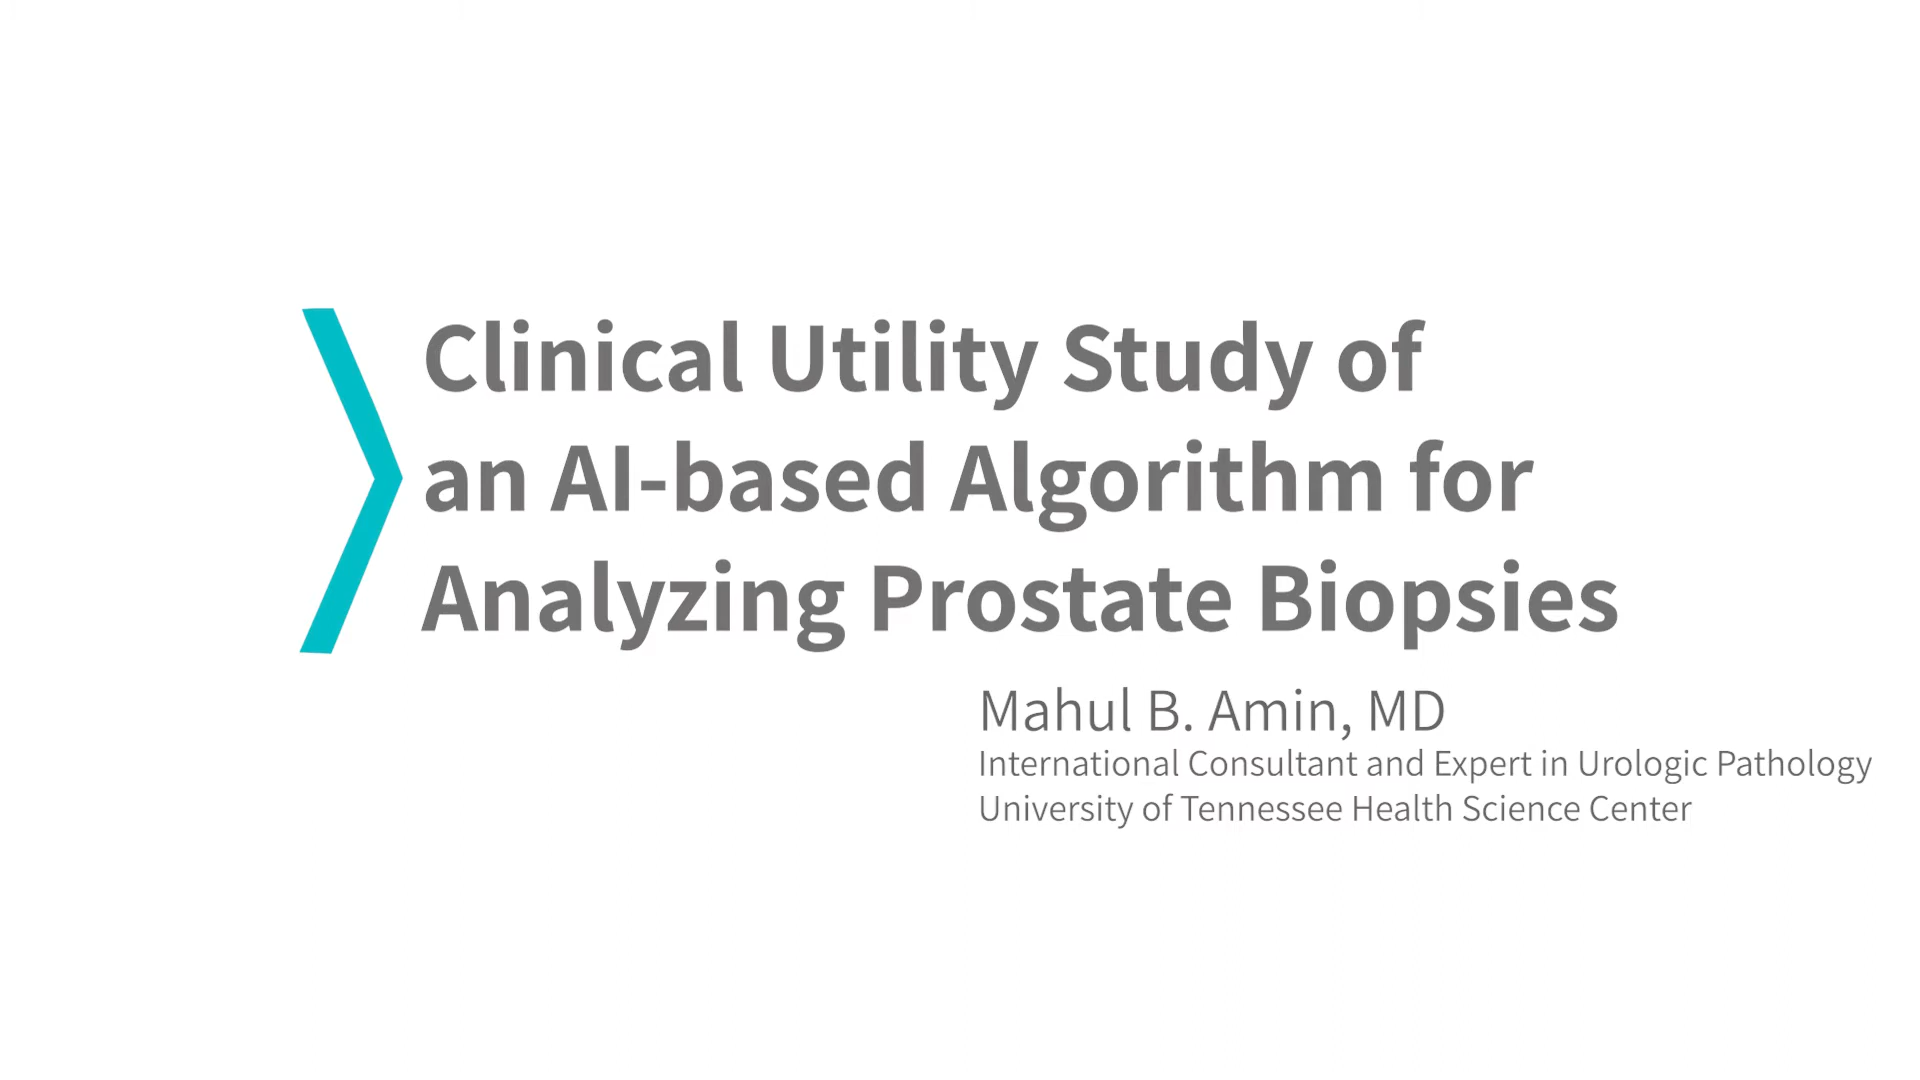 Clinical Utility Study of
an AI-based Algorithm for
Analyzing Prostate Biopsies
Mahul B. Amin, MD
International Consultant and Expert in Urologic Pathology
University of Tennessee Health Science Center